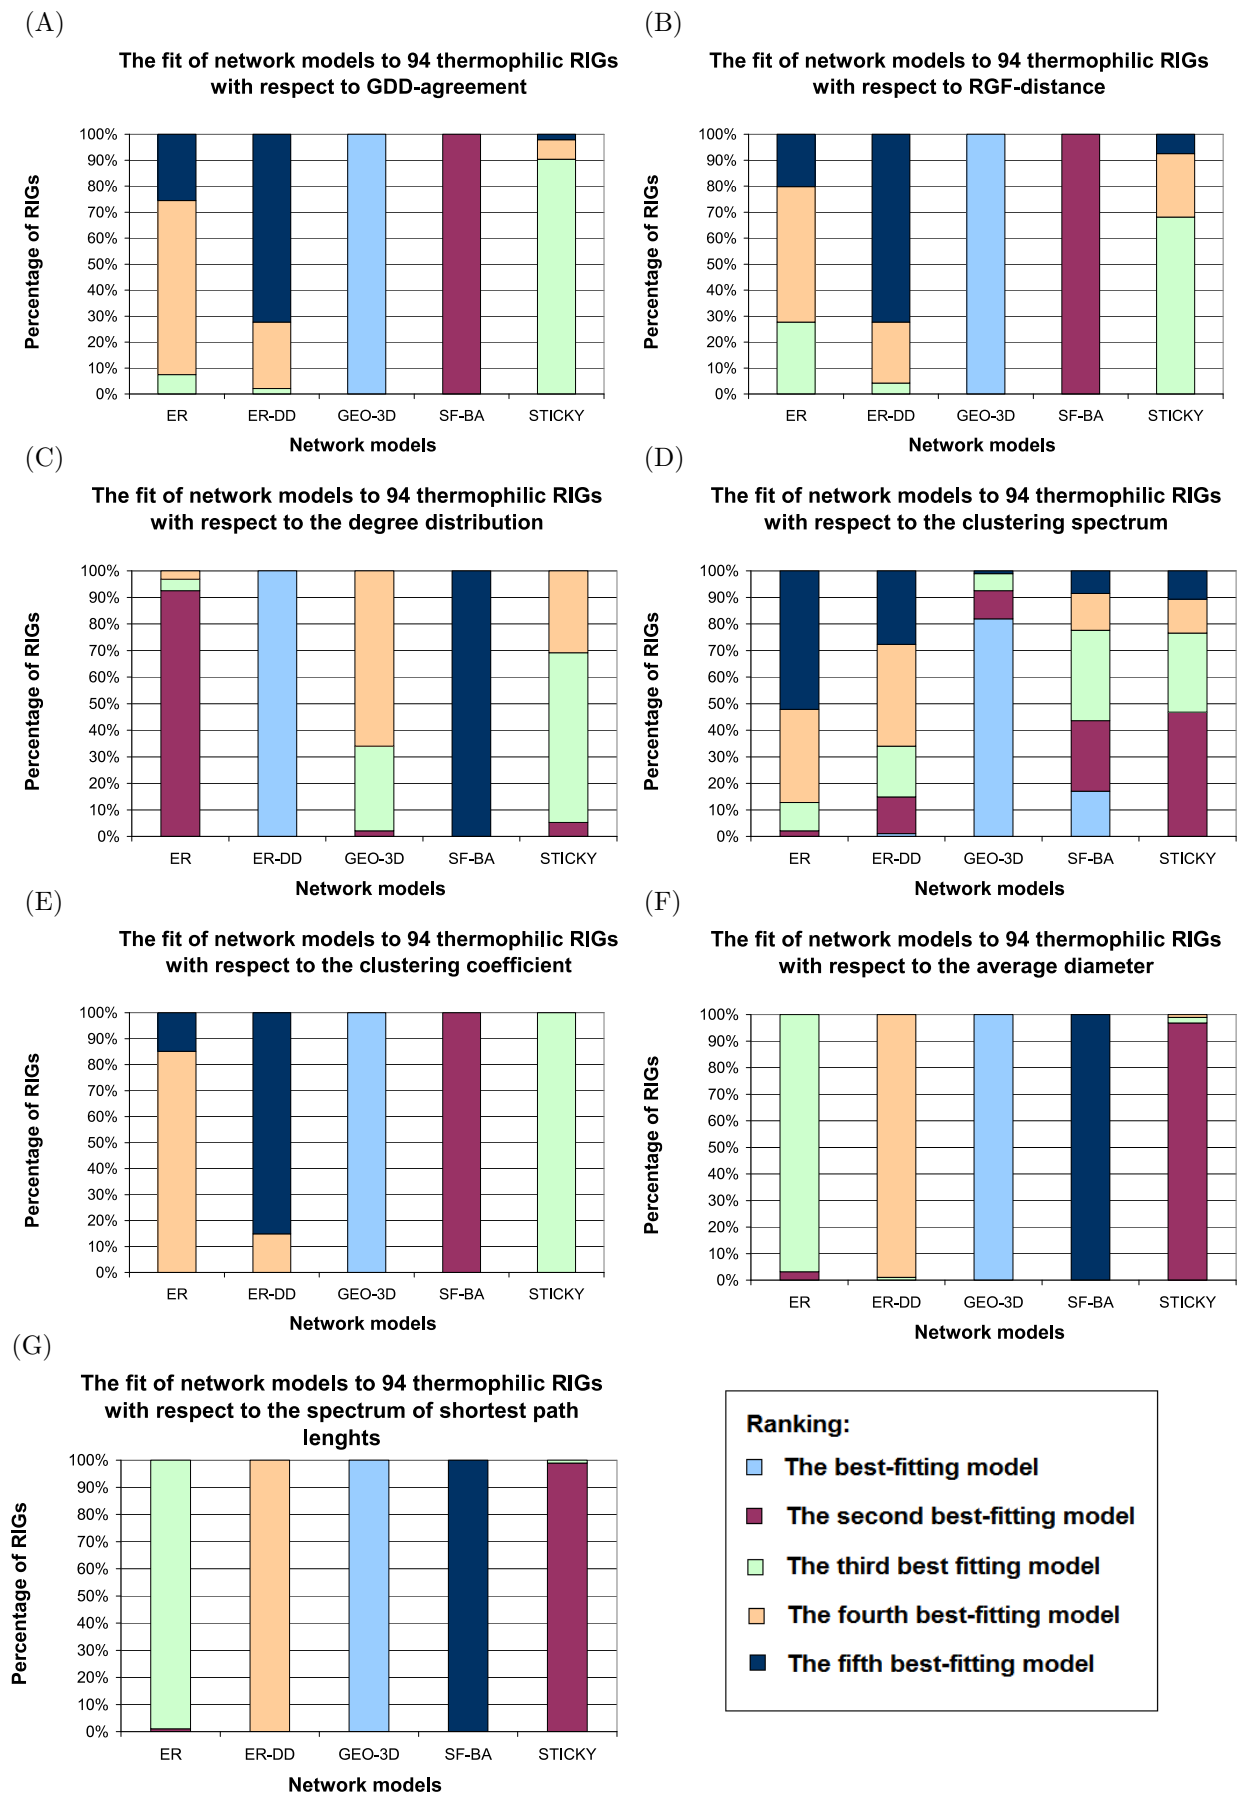 (A)
The fit of network models to 94 thermophilic RIGs
with respect to GDD-agreement
Percentage of RIGs
100%
90%
80%
70%
60%
50%
40%
30%
20%
10%
0%
ER ER-DD GEO-3D SF-BA STICKY
Network models
(B)
The fit of network models to 94 thermophilic RIGs
with respect to RGF-distance
Percentage of RIGs
100%
90%
80%
70%
60%
50%
40%
30%
20%
10%
0%
ER ER-DD GEO-3D SF-BA STICKY
Network models
(C)
The fit of network models to 94 thermophilic RIGs
with respect to the degree distribution
Percentage of RIGs
100%
90%
80%
70%
60%
50%
40%
30%
20%
10%
0%
ER ER-DD GEO-3D SF-BA STICKY
Network models
(D)
The fit of network models to 94 thermophilic RIGs
with respect to the clustering spectrum
Percentage of RIGs
100%
90%
80%
70%
60%
50%
40%
30%
20%
10%
0%
ER ER-DD GEO-3D SF-BA STICKY
Network models
(E)
The fit of network models to 94 thermophilic RIGs
with respect to the clustering coefficient
Percentage of RIGs
100%
90%
80%
70%
60%
50%
40%
30%
20%
10%
0%
ER ER-DD GEO-3D SF-BA STICKY
Network models
(F)
The fit of network models to 94 thermophilic RIGs
with respect to the average diameter
Percentage of RIGs
100%
90%
80%
70%
60%
50%
40%
30%
20%
10%
0%
ER ER-DD GEO-3D SF-BA STICKY
Network models
(G)
The fit of network models to 94 thermophilic RIGs
with respect to the spectrum of shortest path
lenghts
Percentage of RIGs
100%
90%
80%
70%
60%
50%
40%
30%
20%
10%
0%
ER ER-DD GEO-3D SF-BA STICKY
Network models
Ranking:
The best-fitting model
The second best-fitting model
The third best fitting model
The fourth best-fitting model
The fifth best-fitting model